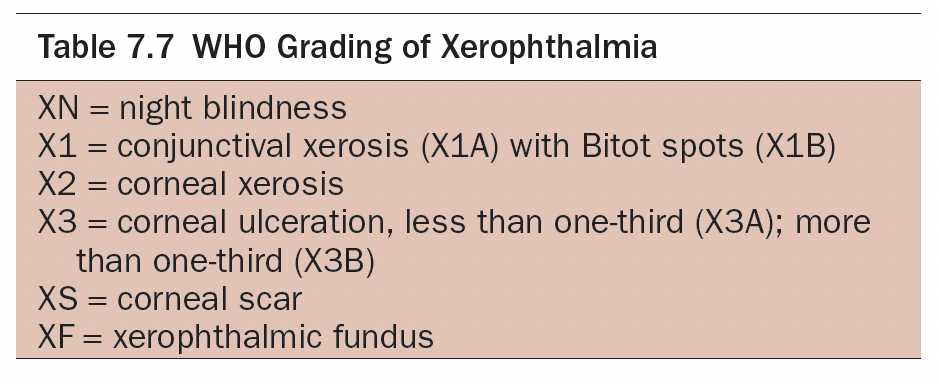 Table 7.7 WHO Grading of Xerophthalmia
XN = night blindness
X1 = conjunctival xerosis (X1A) with Bitot spots (X1B)
X2 = corneal xerosis
X3 = corneal ulceration, less than one-third (X3A); more
than one-third (X3B)
XS = corneal scar
XF = xerophthalmic fundus